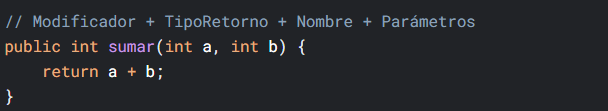 // Modificador + TipoRetorno + Nombre + Parámetros
public int sumar(int a, int b) {
    return a + b;
}